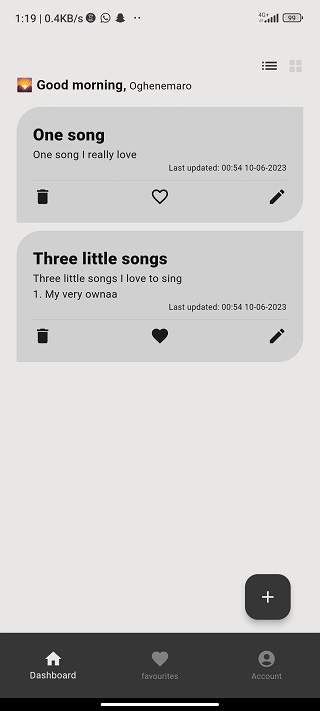 1:19 | 0.4KB/s
4G+
99
Good morning, Oghenemaro
One song
One song I really love
Last updated: 00:54 10-06-2023
Three little songs
Three little songs I love to sing
1. My very ownaa
Last updated: 00:54 10-06-2023
Dashboard
favourites
Account